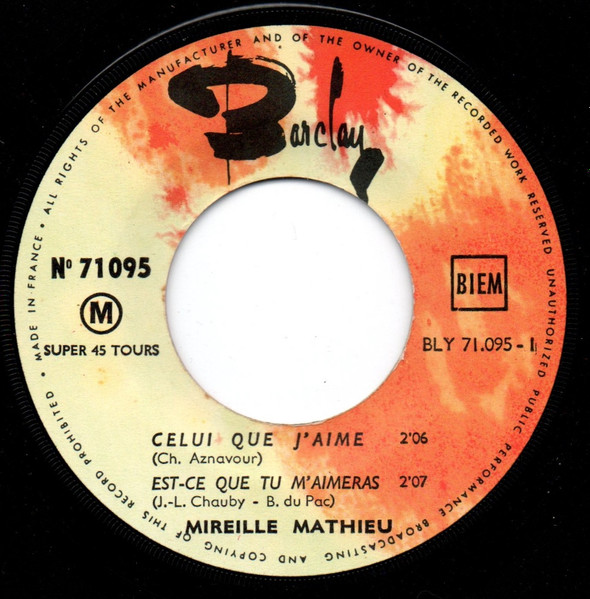 Barclay
ALL RIGHTS OF THE MANUFACTURER AND OF THE OWNER OF THE RECORDED WORK RESERVED UNAUTHORIZED PUBLIC PERFORMANCE BROADCASTING AND COPYING OF THIS RECORD PROHIBITED • MADE IN FRANCE •
Nº 71095
M
SUPER 45 TOURS
BIEM
BLY 71.095 - I
CELUI QUE J'AIME 2'06
(Ch. Aznavour)
EST-CE QUE TU M'AIMERAS 2'07
(J.-L. Chauby - B. du Pac)
MIREILLE MATHIEU